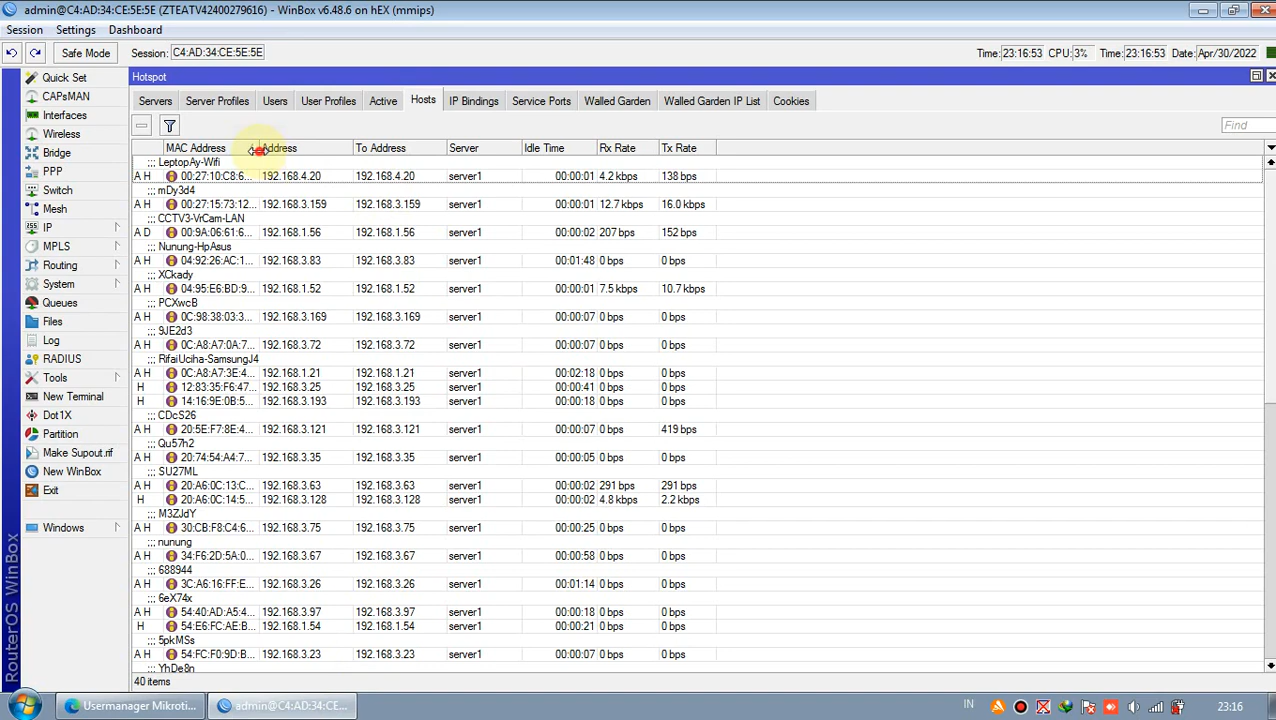 admin@C4:AD:34:CE:5E:5E (ZTEATV42400279616) - WinBox v6.48.6 on hEX (mmips)
Session Settings Dashboard
Safe Mode Session: C4:AD:34:CE:5E:5E Time: 23:16:53 CPU: 3% Time: 23:16:53 Date: Apr/30/2022
Quick Set
CAPsMAN
Interfaces
Wireless
Bridge
PPP
Switch
Mesh
IP
MPLS
Routing
System
Queues
Files
Log
RADIUS
Tools
New Terminal
Dot1X
Partition
Make Supout.rif
New WinBox
Exit
Windows
RouterOS WinBox
Hotspot
Servers Server Profiles Users User Profiles Active Hosts IP Bindings Service Ports Walled Garden Walled Garden IP List Cookies
Find
MAC Address Address To Address Server Idle Time Rx Rate Tx Rate
;;; LeptopAy-Wifi
A H 00:27:10:C8:6... 192.168.4.20 192.168.4.20 server1 00:00:01 4.2 kbps 138 bps
;;; mDy3d4
A H 00:27:15:73:12... 192.168.3.159 192.168.3.159 server1 00:00:01 12.7 kbps 16.0 kbps
;;; CCTV3-VrCam-LAN
A D 00:9A:06:61:6... 192.168.1.56 192.168.1.56 server1 00:00:02 207 bps 152 bps
;;; Nunung-HpAsus
A H 04:92:26:AC:1... 192.168.3.83 192.168.3.83 server1 00:01:48 0 bps 0 bps
;;; XCkady
A H 04:95:E6:BD:9... 192.168.1.52 192.168.1.52 server1 00:00:01 7.5 kbps 10.7 kbps
;;; PCXwcB
A H 0C:98:38:03:3... 192.168.3.169 192.168.3.169 server1 00:00:07 0 bps 0 bps
;;; 9JE2d3
A H 0C:A8:A7:0A:7... 192.168.3.72 192.168.3.72 server1 00:00:07 0 bps 0 bps
;;; RifaiUciha-SamsungJ4
A H 0C:A8:A7:3E:4... 192.168.1.21 192.168.1.21 server1 00:02:18 0 bps 0 bps
H 12:83:35:F6:47... 192.168.3.25 192.168.3.25 server1 00:00:41 0 bps 0 bps
H 14:16:9E:0B:5... 192.168.3.193 192.168.3.193 server1 00:00:18 0 bps 0 bps
;;; CDcS26
A H 20:5E:F7:8E:4... 192.168.3.121 192.168.3.121 server1 00:00:07 0 bps 419 bps
;;; Qu57h2
A H 20:74:54:A4:7... 192.168.3.35 192.168.3.35 server1 00:00:05 0 bps 0 bps
;;; SU27ML
A H 20:A6:0C:13:C... 192.168.3.63 192.168.3.63 server1 00:00:02 291 bps 291 bps
H 20:A6:0C:14:5... 192.168.3.128 192.168.3.128 server1 00:00:02 4.8 kbps 2.2 kbps
;;; M3ZJdY
A H 30:CB:F8:C4:6... 192.168.3.75 192.168.3.75 server1 00:00:25 0 bps 0 bps
;;; nunung
A H 34:F6:2D:5A:0... 192.168.3.67 192.168.3.67 server1 00:00:58 0 bps 0 bps
;;; 688944
A H 3C:A6:16:FF:E... 192.168.3.26 192.168.3.26 server1 00:01:14 0 bps 0 bps
;;; 6eX74x
A H 54:40:AD:A5:4... 192.168.3.97 192.168.3.97 server1 00:00:18 0 bps 0 bps
H 54:E6:FC:AE:B... 192.168.1.54 192.168.1.54 server1 00:00:21 0 bps 0 bps
;;; 5pkMSs
A H 54:FC:F0:9D:B... 192.168.3.23 192.168.3.23 server1 00:00:07 0 bps 0 bps
;;; YhDe8n
40 items
Usermanager Mikroti... admin@C4:AD:34:CE... IN 23:16